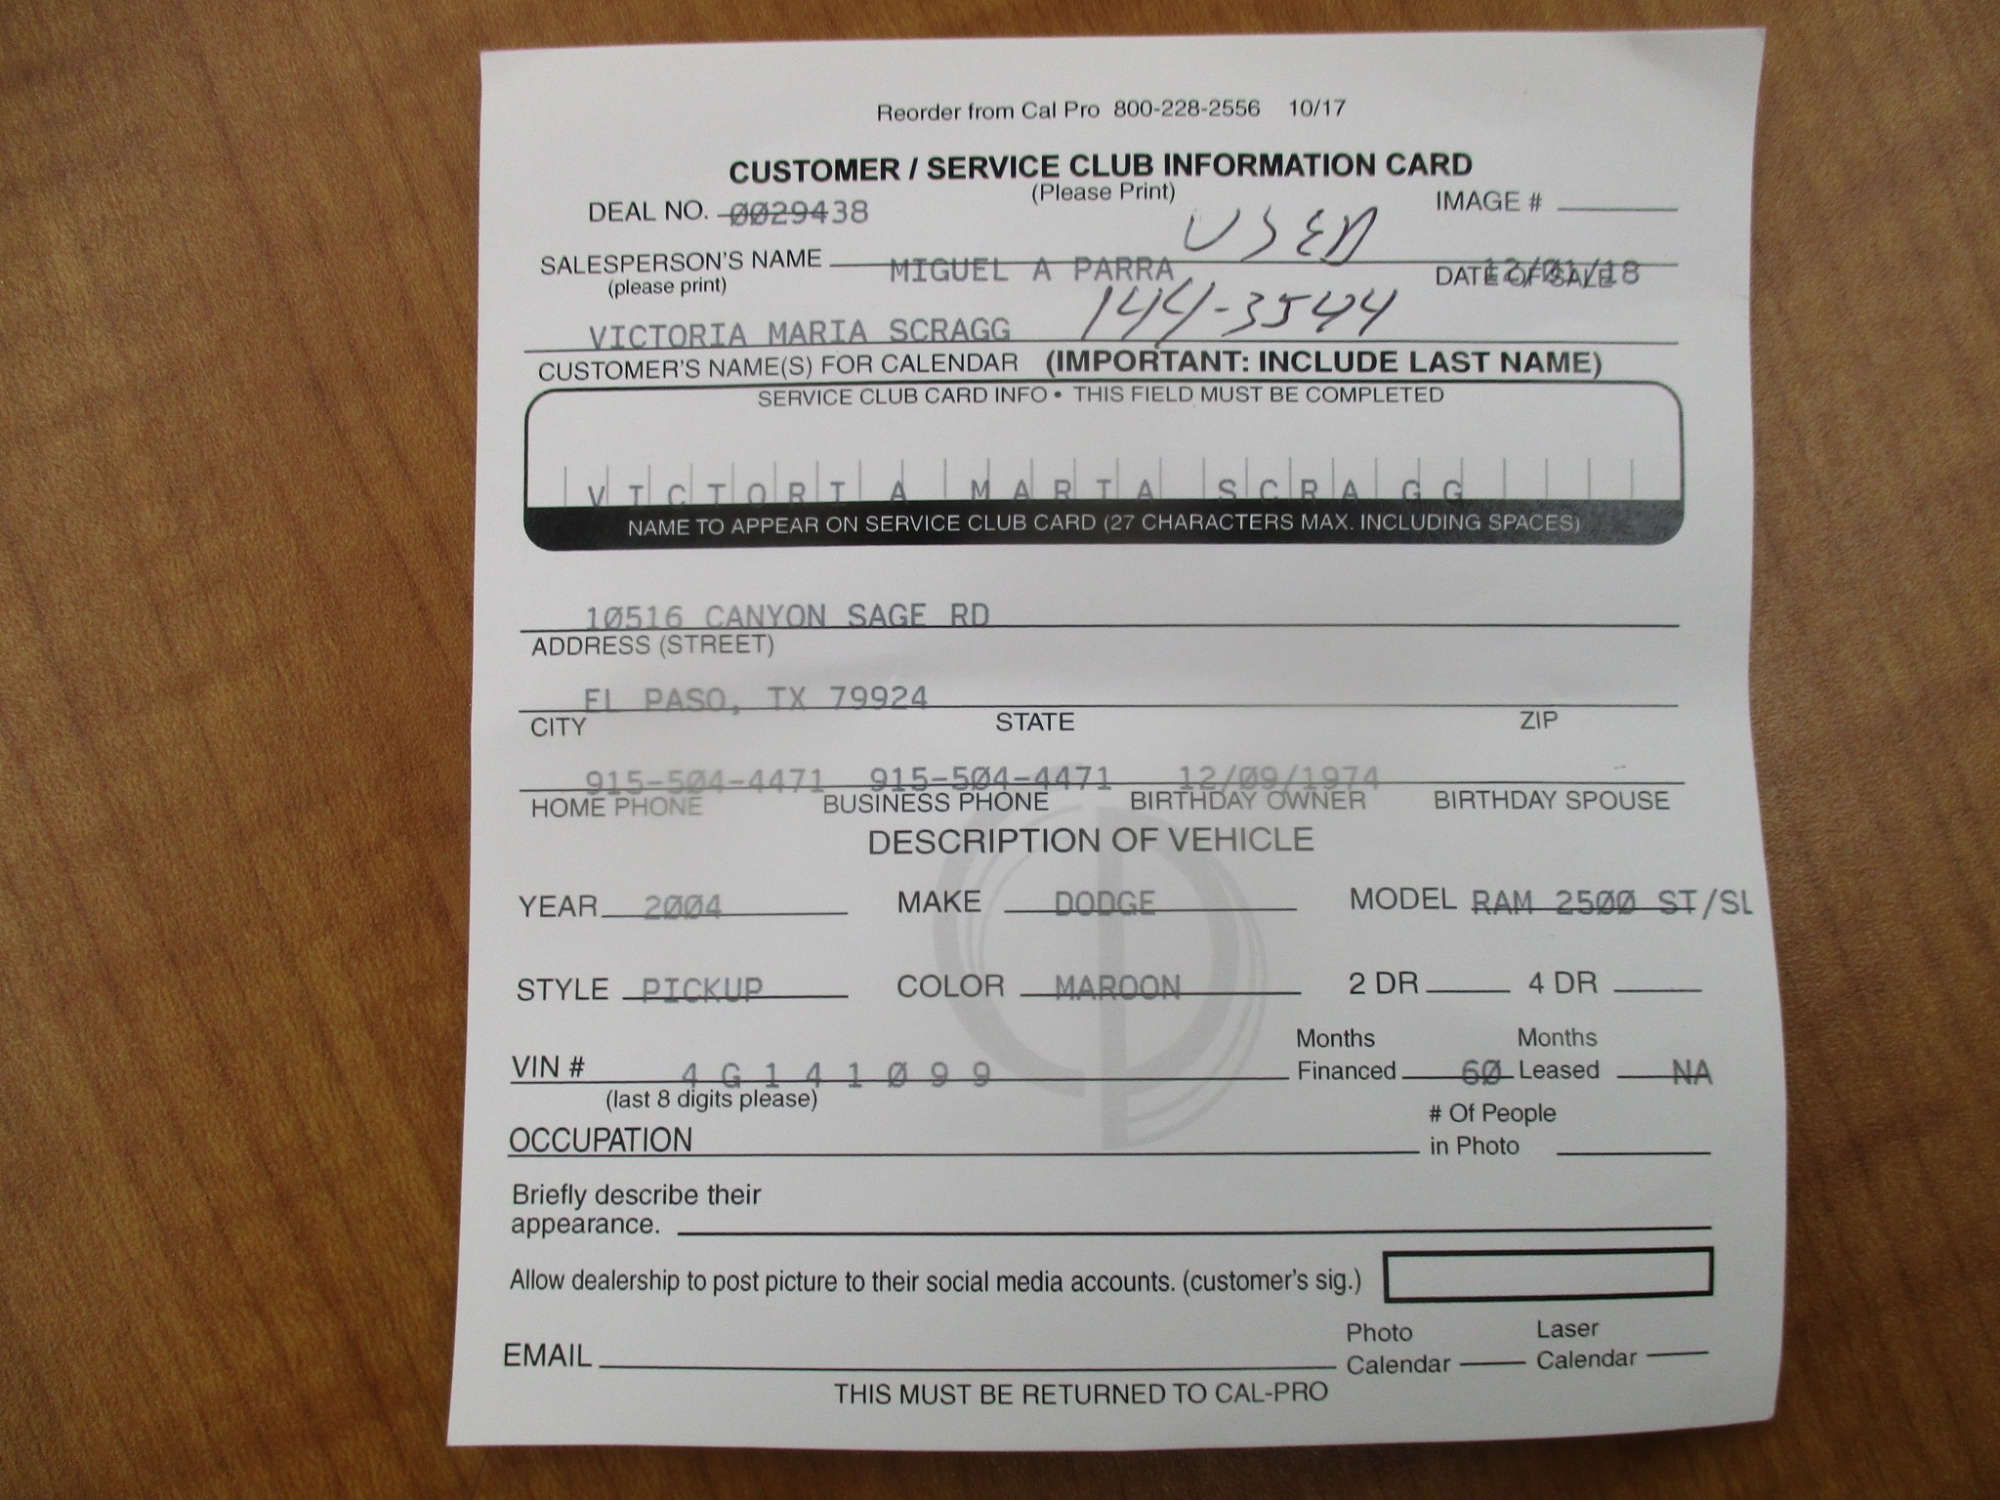 Reorder from Cal Pro 800-228-2556 10/17
CUSTOMER / SERVICE CLUB INFORMATION CARD
(Please Print)
DEAL NO. 0029438 IMAGE #
USED
SALESPERSON'S NAME MIGUEL A PARRA DATE OF SALE 12/01/18
(please print)
VICTORIA MARIA SCRAGG 144-3544
CUSTOMER'S NAME(S) FOR CALENDAR (IMPORTANT: INCLUDE LAST NAME)
SERVICE CLUB CARD INFO • THIS FIELD MUST BE COMPLETED
VICTORIA MARIA SCRAGG
NAME TO APPEAR ON SERVICE CLUB CARD (27 CHARACTERS MAX. INCLUDING SPACES)
10516 CANYON SAGE RD
ADDRESS (STREET)
EL PASO, TX 79924
CITY STATE ZIP
915-504-4471 915-504-4471 12/09/1974
HOME PHONE BUSINESS PHONE BIRTHDAY OWNER BIRTHDAY SPOUSE
DESCRIPTION OF VEHICLE
YEAR 2004 MAKE DODGE MODEL RAM 2500 ST/SL
STYLE PICKUP COLOR MAROON 2 DR 4 DR
Months Months
VIN # 4G141099 Financed 60 Leased NA
(last 8 digits please)
# Of People
OCCUPATION in Photo
Briefly describe their
appearance.
Allow dealership to post picture to their social media accounts. (customer's sig.)
Photo Laser
EMAIL Calendar Calendar
THIS MUST BE RETURNED TO CAL-PRO